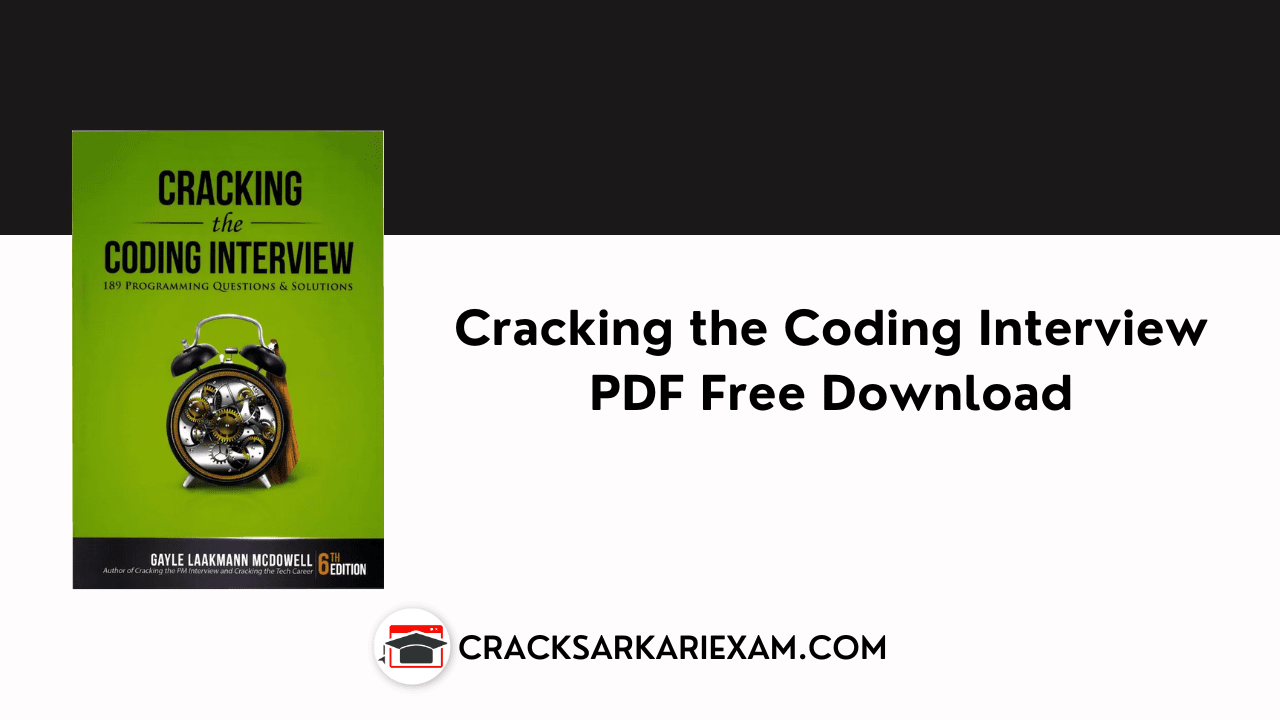 CRACKING
the
CODING INTERVIEW
189 PROGRAMMING QUESTIONS & SOLUTIONS
GAYLE LAAKMANN MCDOWELL
Author of Cracking the PM Interview and Cracking the Tech Career
6TH
EDITION
Cracking the Coding Interview
PDF Free Download
CRACKSARKARIEXAM.COM